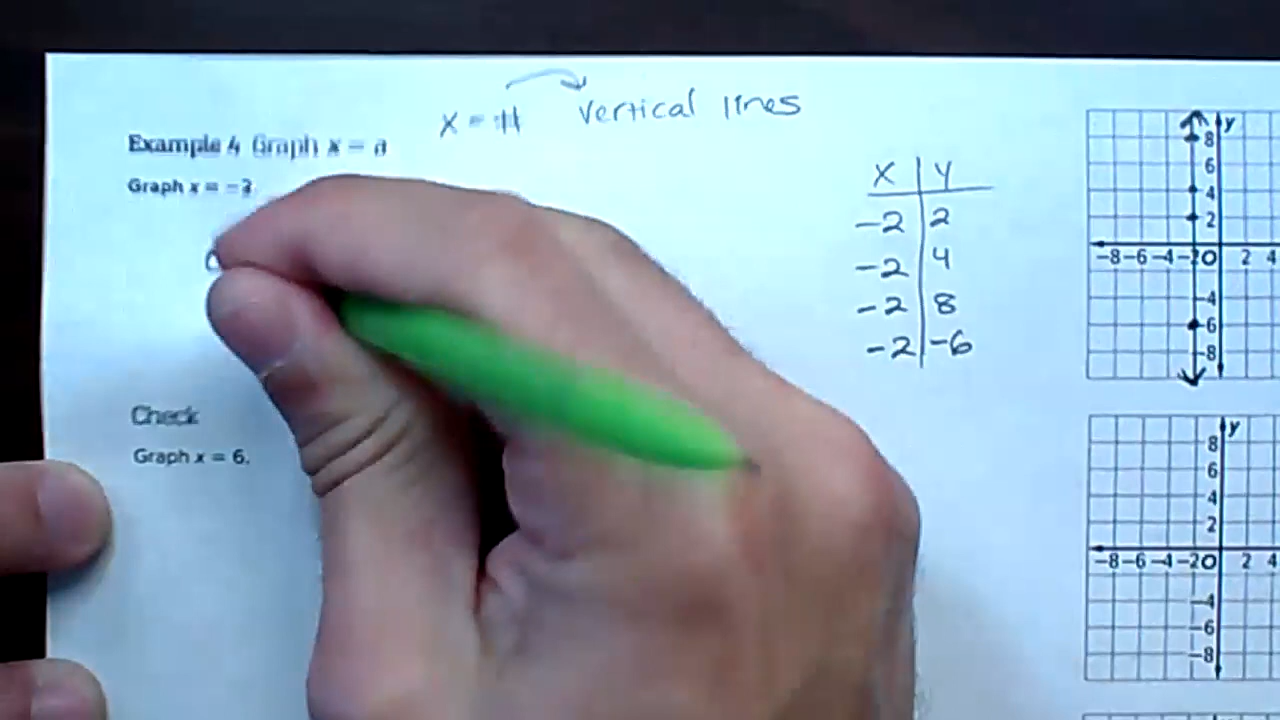 x = # vertical lines
Example 4 Graph x = a
Graph x = -2.
x y
-2 2
-2 4
-2 8
-2 -6
Check
Graph x = 6.
y
8
6
4
2
-8 -6 -4 -2 O 2 4
-4
-6
-8
y
8
6
4
2
-8 -6 -4 -2 O 2 4
-4
-6
-8